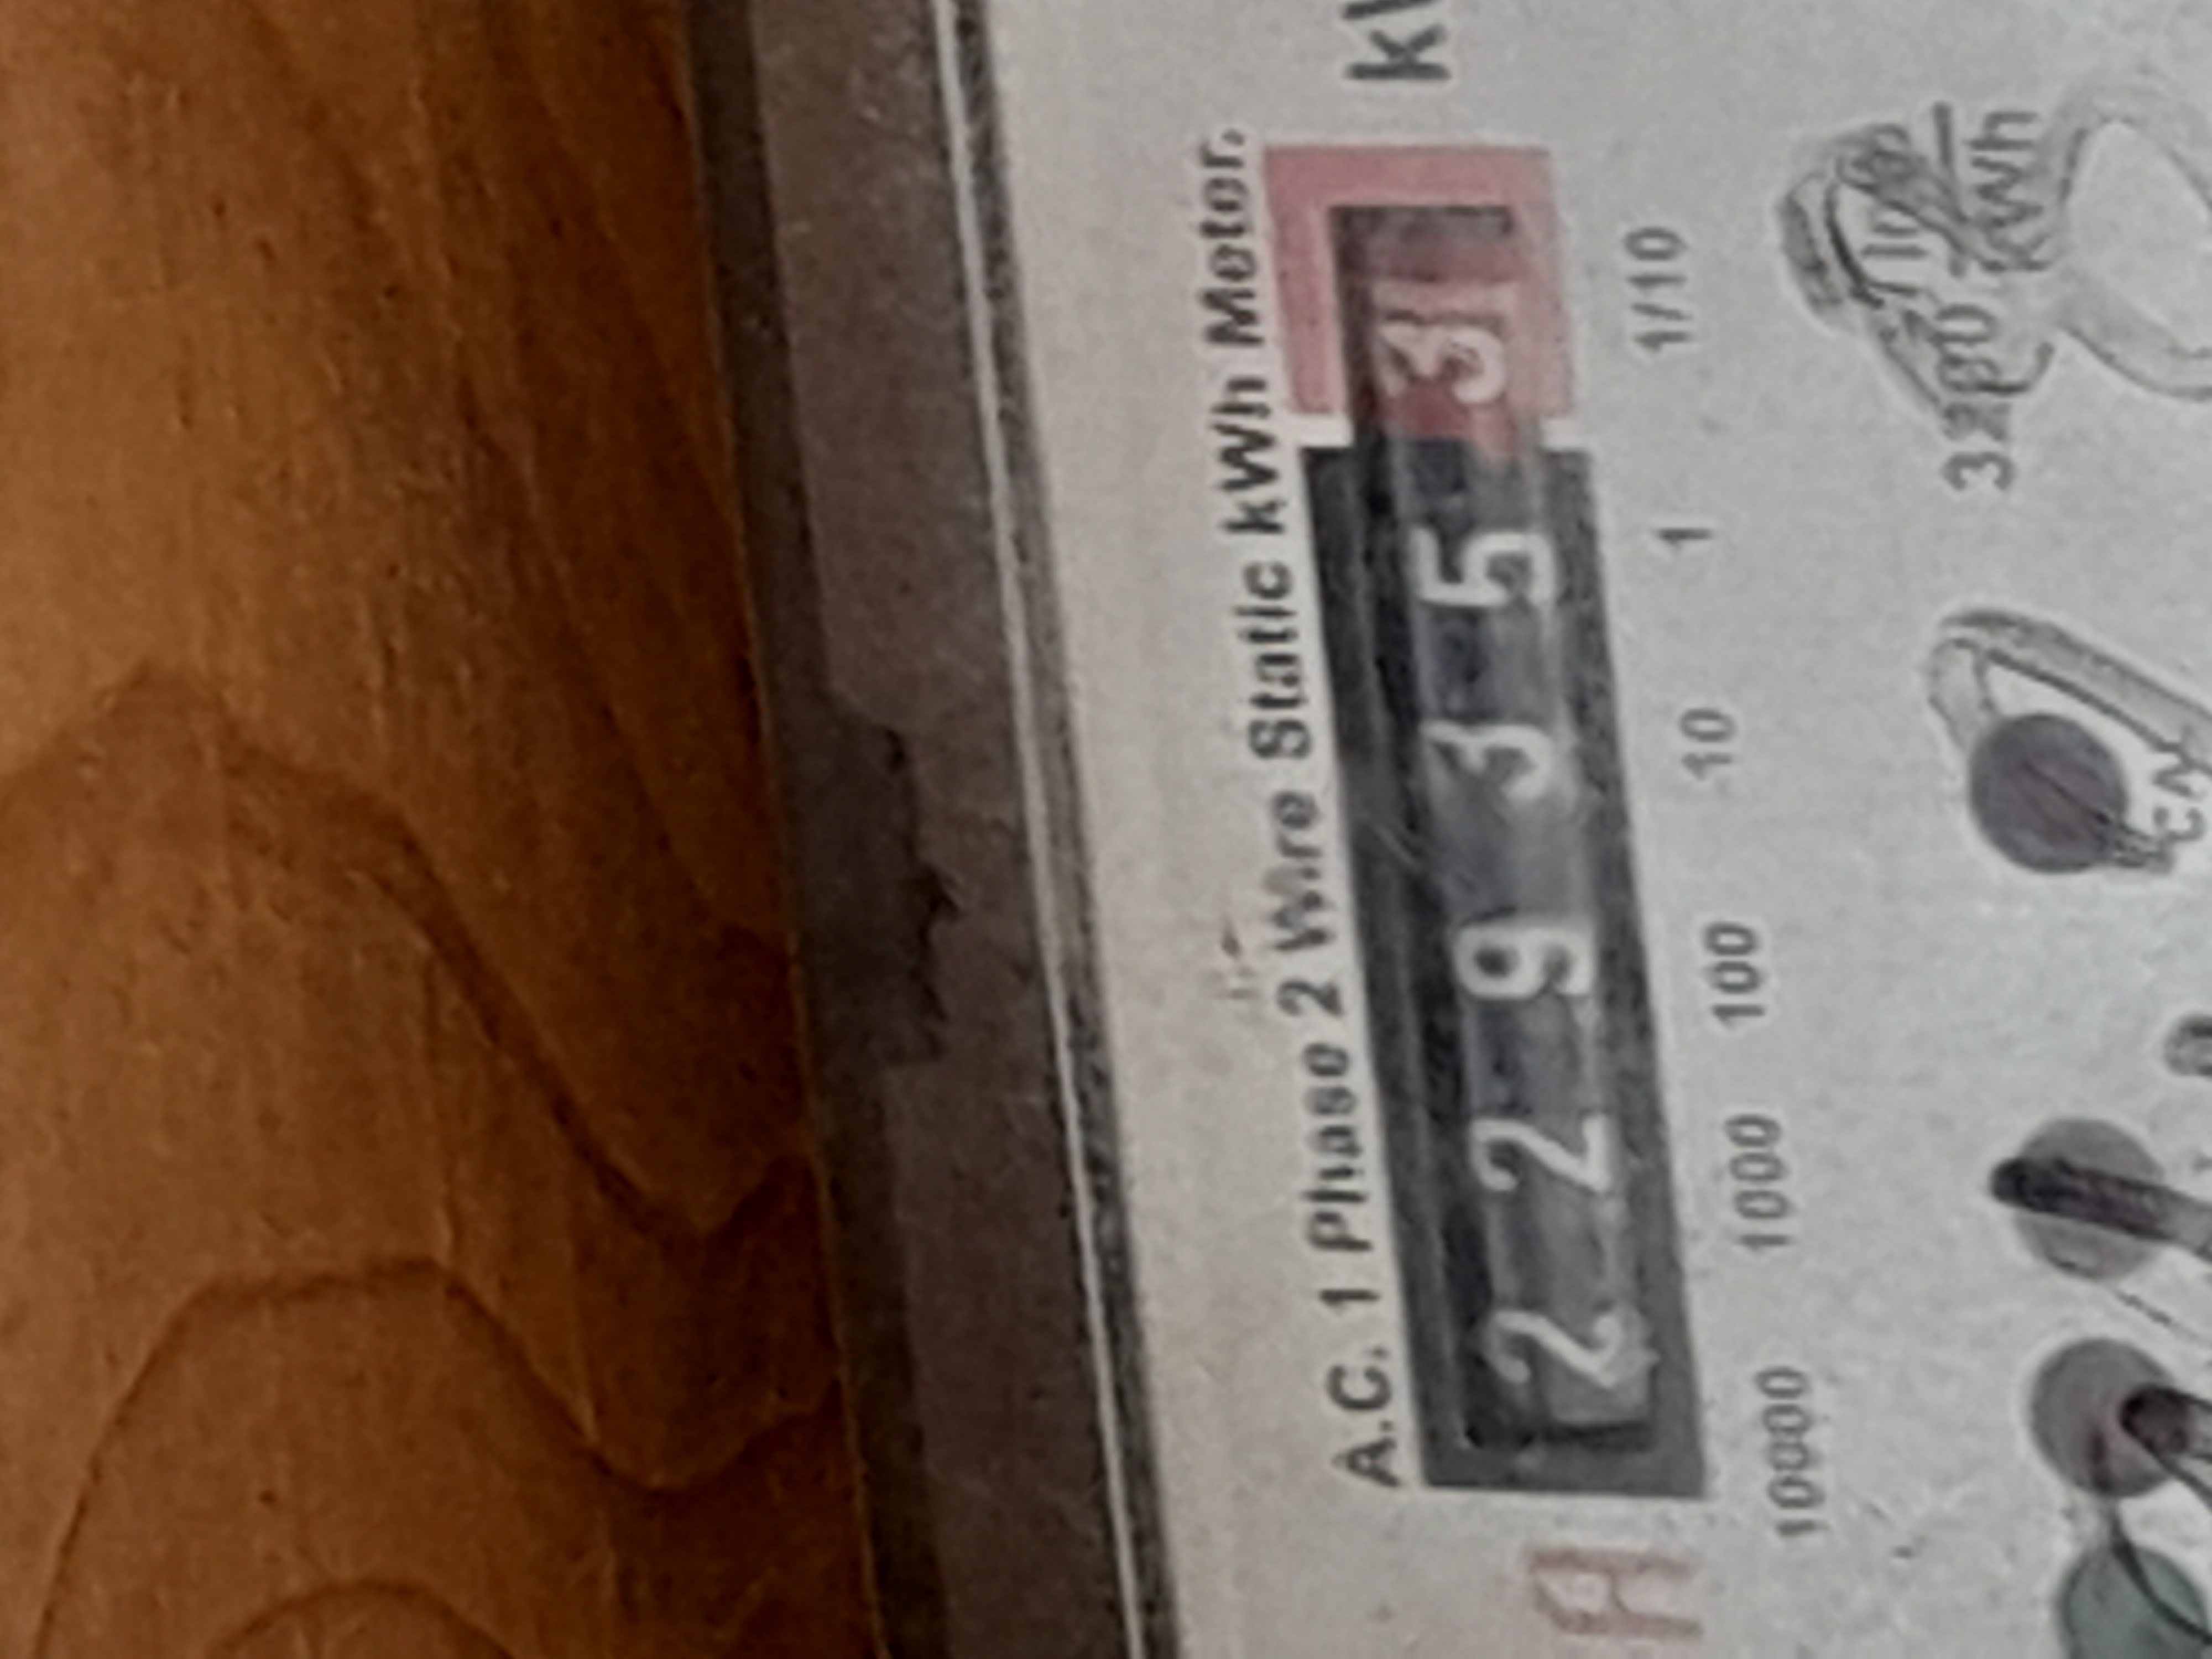 A.C. 1 Phase 2 Wire Static kWh Meter.
2 2 9 3 5 3
10000 1000 100 10 1 1/10
kWh